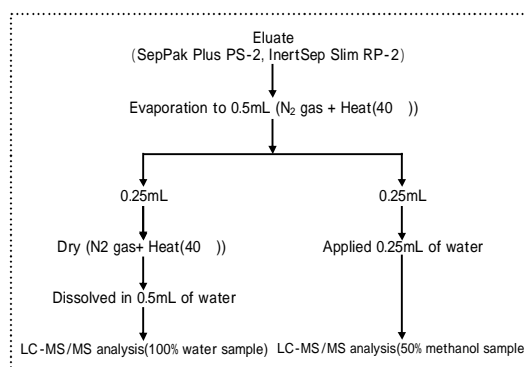 Eluate
(SepPak Plus PS-2, InertSep Slim RP-2)
Evaporation to 0.5mL (N₂ gas + Heat(40 ))
0.25mL
0.25mL
Dry (N2 gas+ Heat(40 ))
Applied 0.25mL of water
Dissolved in 0.5mL of water
LC-MS/MS analysis(100% water sample)
LC-MS/MS analysis(50% methanol sample